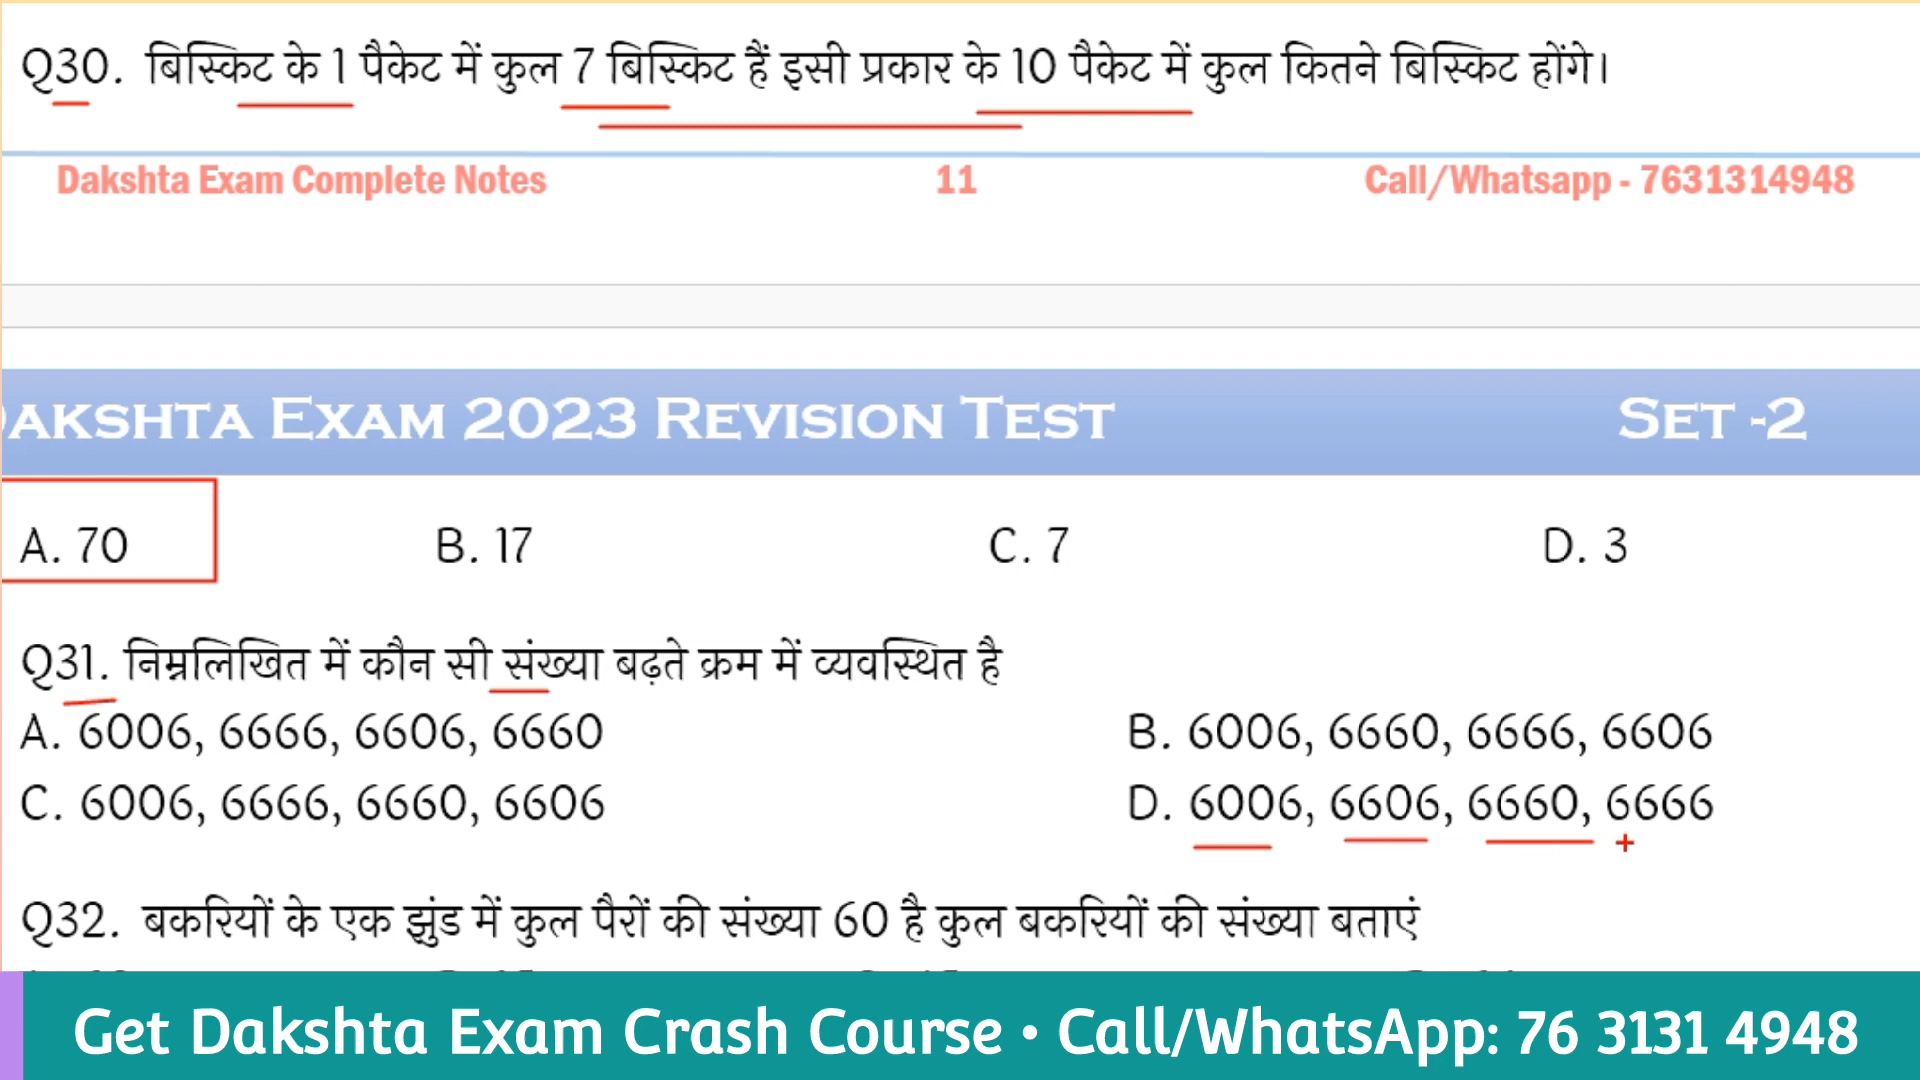 Q30. बिस्किट के 1 पैकेट में कुल 7 बिस्किट हैं इसी प्रकार के 10 पैकेट में कुल कितने बिस्किट होंगे।
Dakshta Exam Complete Notes 11 Call/Whatsapp - 7631314948
DAKSHTA EXAM 2023 REVISION TEST SET -2
A. 70 B. 17 C. 7 D. 3
Q31. निम्नलिखित में कौन सी संख्या बढ़ते क्रम में व्यवस्थित है
A. 6006, 6666, 6606, 6660 B. 6006, 6660, 6666, 6606
C. 6006, 6666, 6660, 6606 D. 6006, 6606, 6660, 6666
Q32. बकरियों के एक झुंड में कुल पैरों की संख्या 60 है कुल बकरियों की संख्या बताएं
Get Dakshta Exam Crash Course • Call/WhatsApp: 76 3131 4948